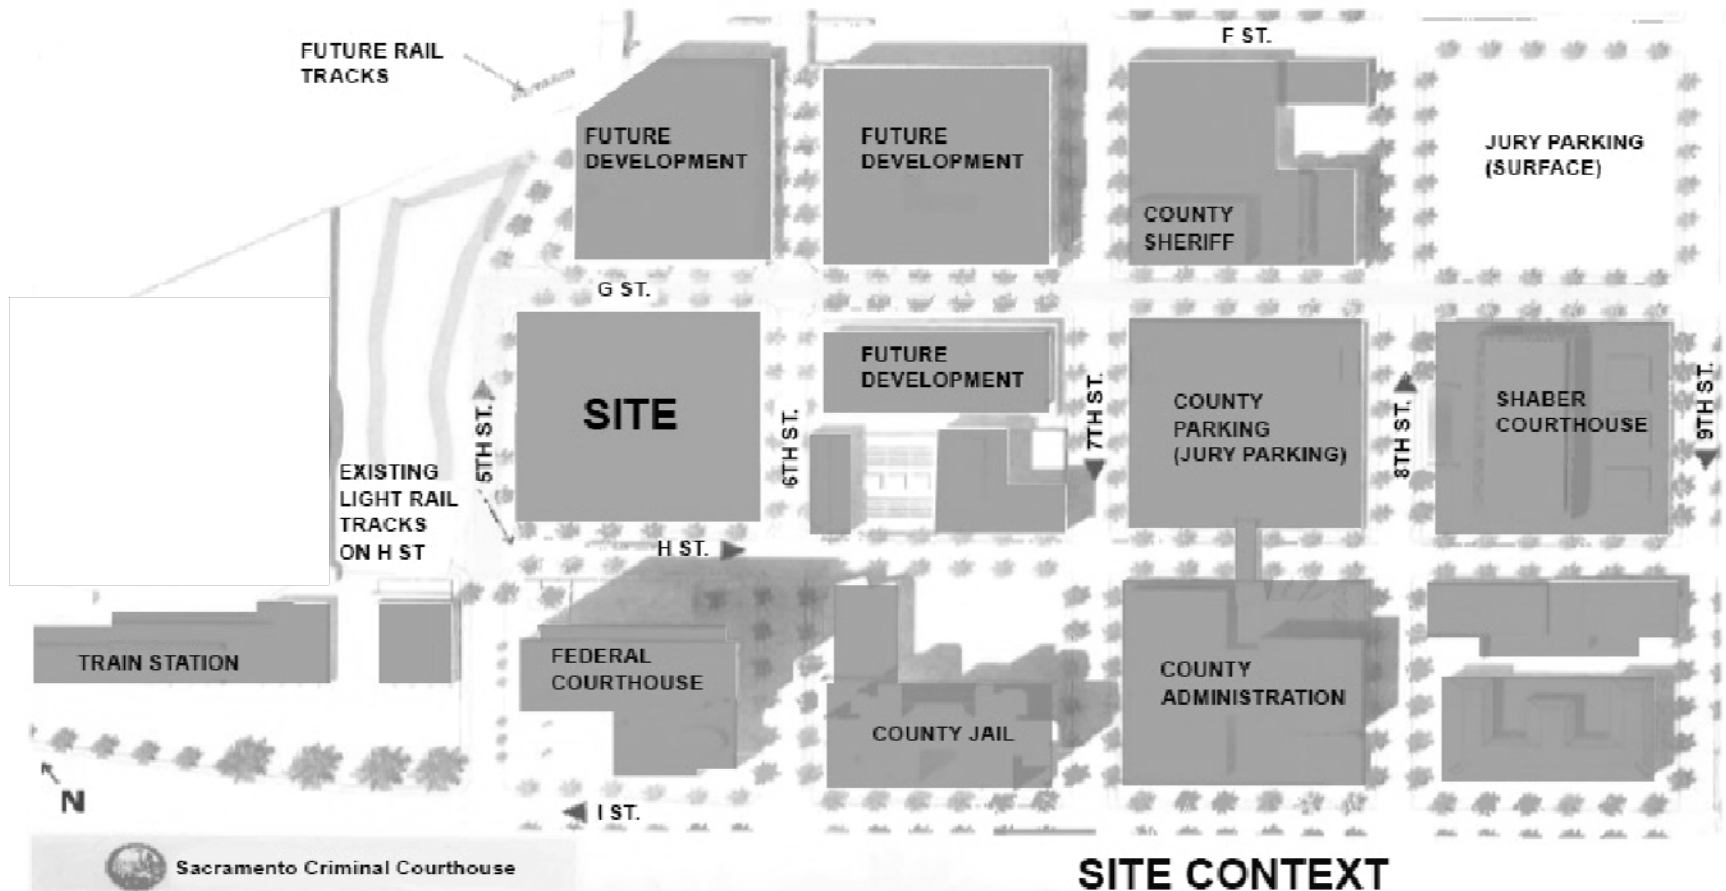 F ST.
FUTURE RAIL
TRACKS
FUTURE
DEVELOPMENT
FUTURE
DEVELOPMENT
JURY PARKING
(SURFACE)
COUNTY
SHERIFF
G ST.
SITE
FUTURE
DEVELOPMENT
COUNTY
PARKING
(JURY PARKING)
SHABER
COURTHOUSE
5TH ST.
6TH ST.
7TH ST.
8TH ST.
9TH ST.
EXISTING
LIGHT RAIL
TRACKS
ON H ST
H ST.
TRAIN STATION
FEDERAL
COURTHOUSE
COUNTY JAIL
COUNTY
ADMINISTRATION
N
I ST.
Sacramento Criminal Courthouse
SITE CONTEXT